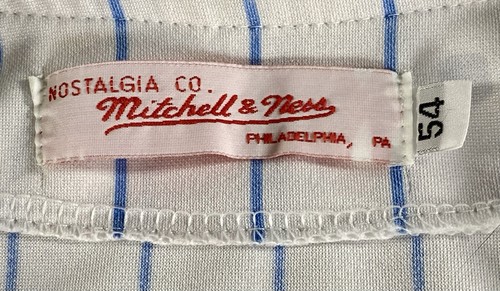 NOSTALGIA CO.
Mitchell & Ness
PHILADELPHIA, PA
54